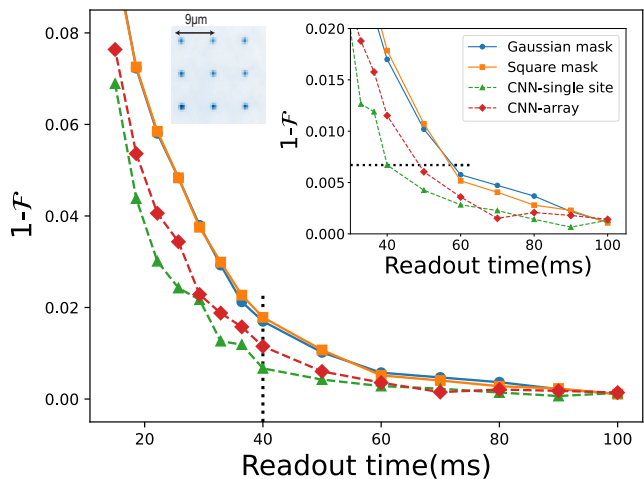 9μm
0.08
0.06
0.04
0.02
0.00
1-𝓕
20
40
60
80
100
Readout time(ms)
0.020
0.015
0.010
0.005
0.000
1-𝓕
40
60
80
100
Readout time(ms)
Gaussian mask
Square mask
CNN-single site
CNN-array